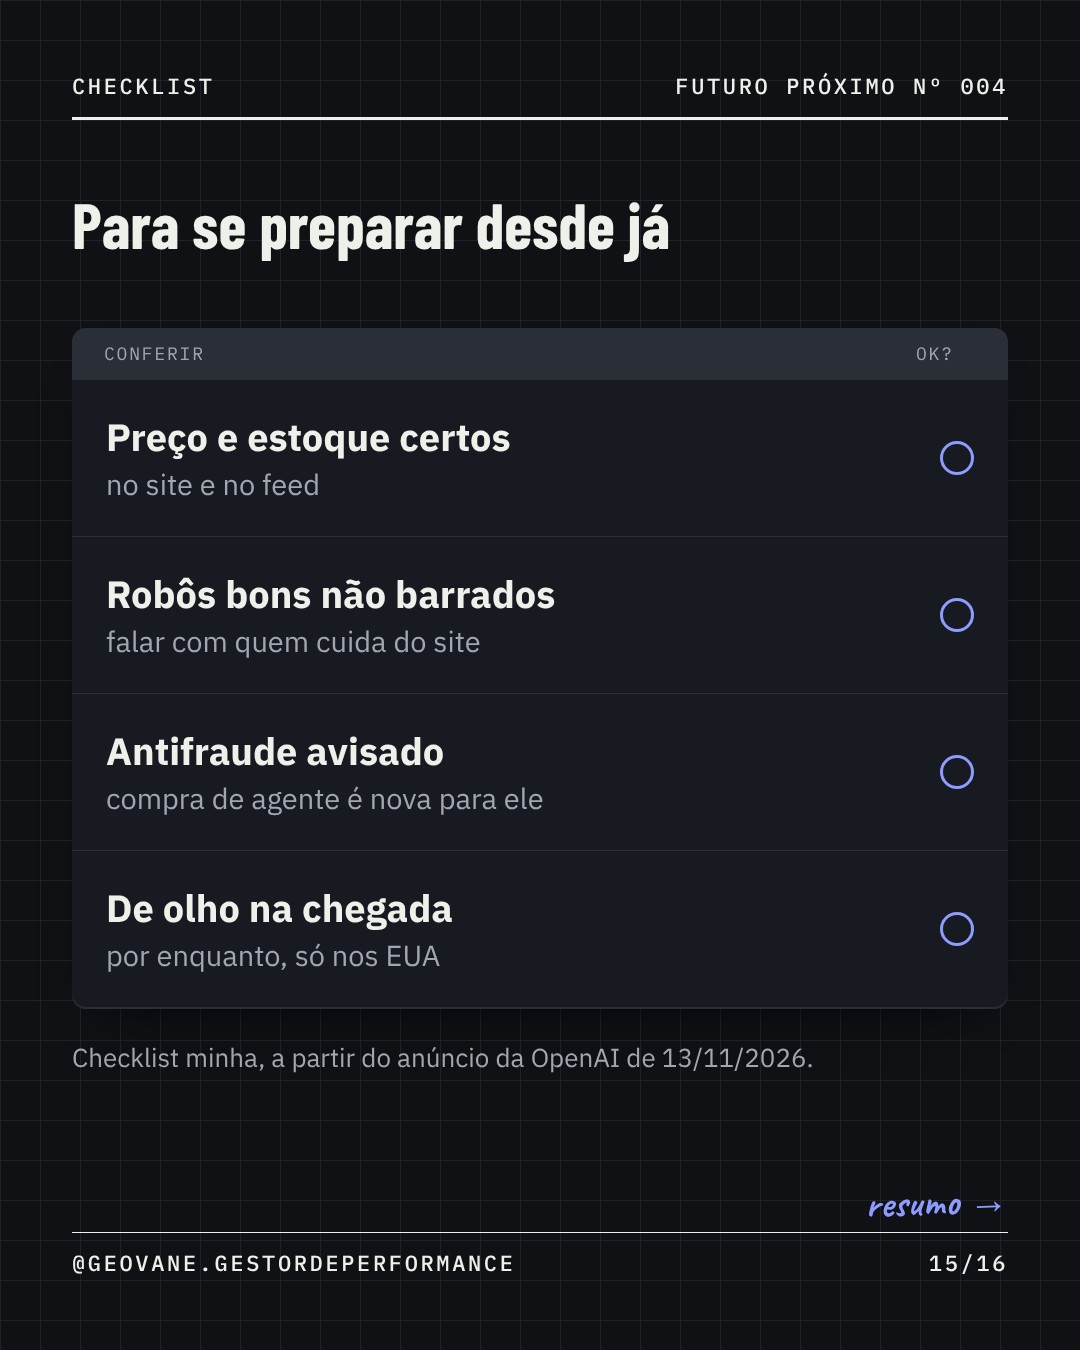 CHECKLIST
FUTURO PRÓXIMO Nº 004
Para se preparar desde já
CONFERIR
OK?
Preço e estoque certos
no site e no feed
Robôs bons não barrados
falar com quem cuida do site
Antifraude avisado
compra de agente é nova para ele
De olho na chegada
por enquanto, só nos EUA
Checklist minha, a partir do anúncio da OpenAI de 13/11/2026.
resumo →
@GEOVANE.GESTORDEPERFORMANCE
15/16